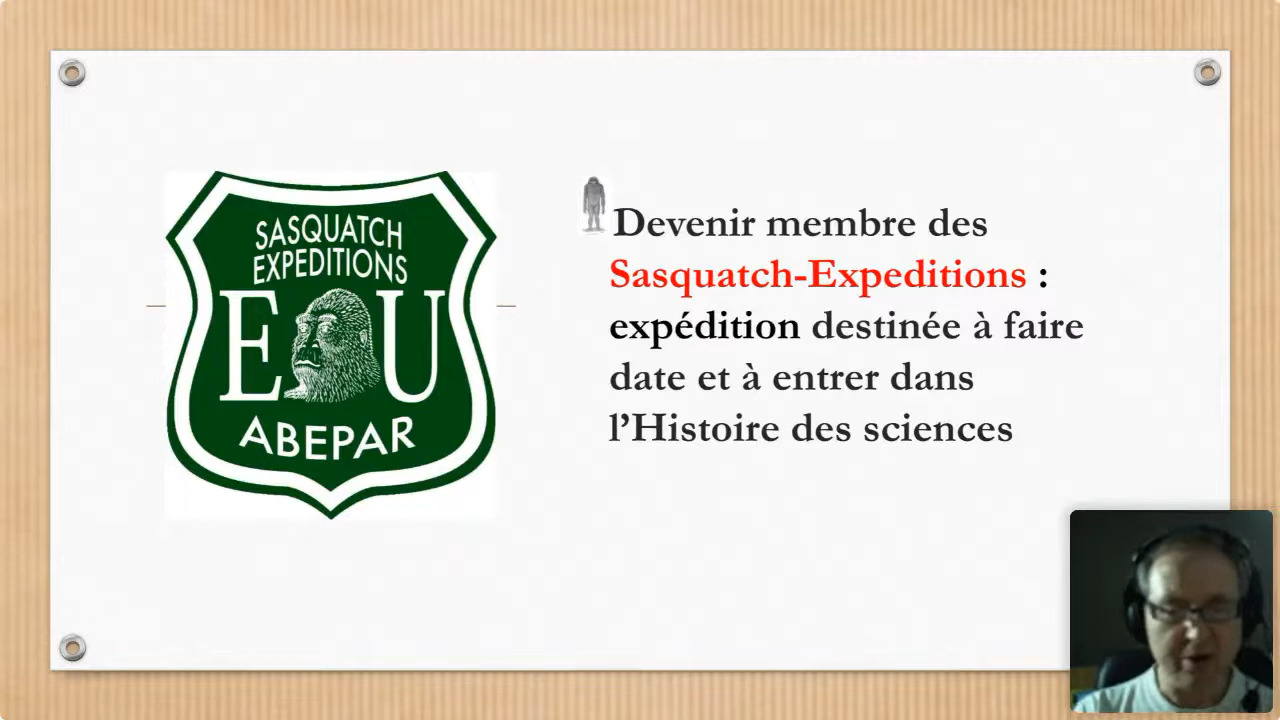 SASQUATCH
EXPEDITIONS
E U
ABEPAR
Devenir membre des
Sasquatch-Expeditions :
expédition destinée à faire
date et à entrer dans
l’Histoire des sciences